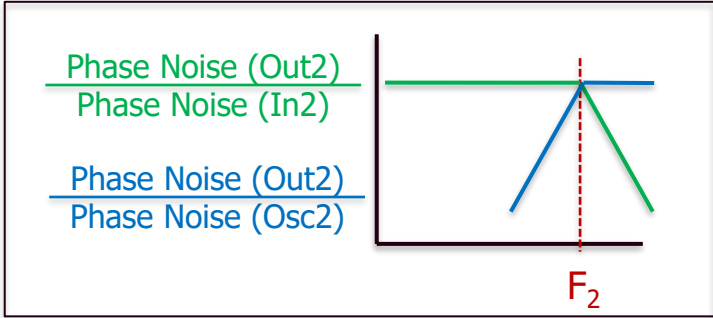 Phase Noise (Out2)
Phase Noise (In2)
Phase Noise (Out2)
Phase Noise (Osc2)
F₂